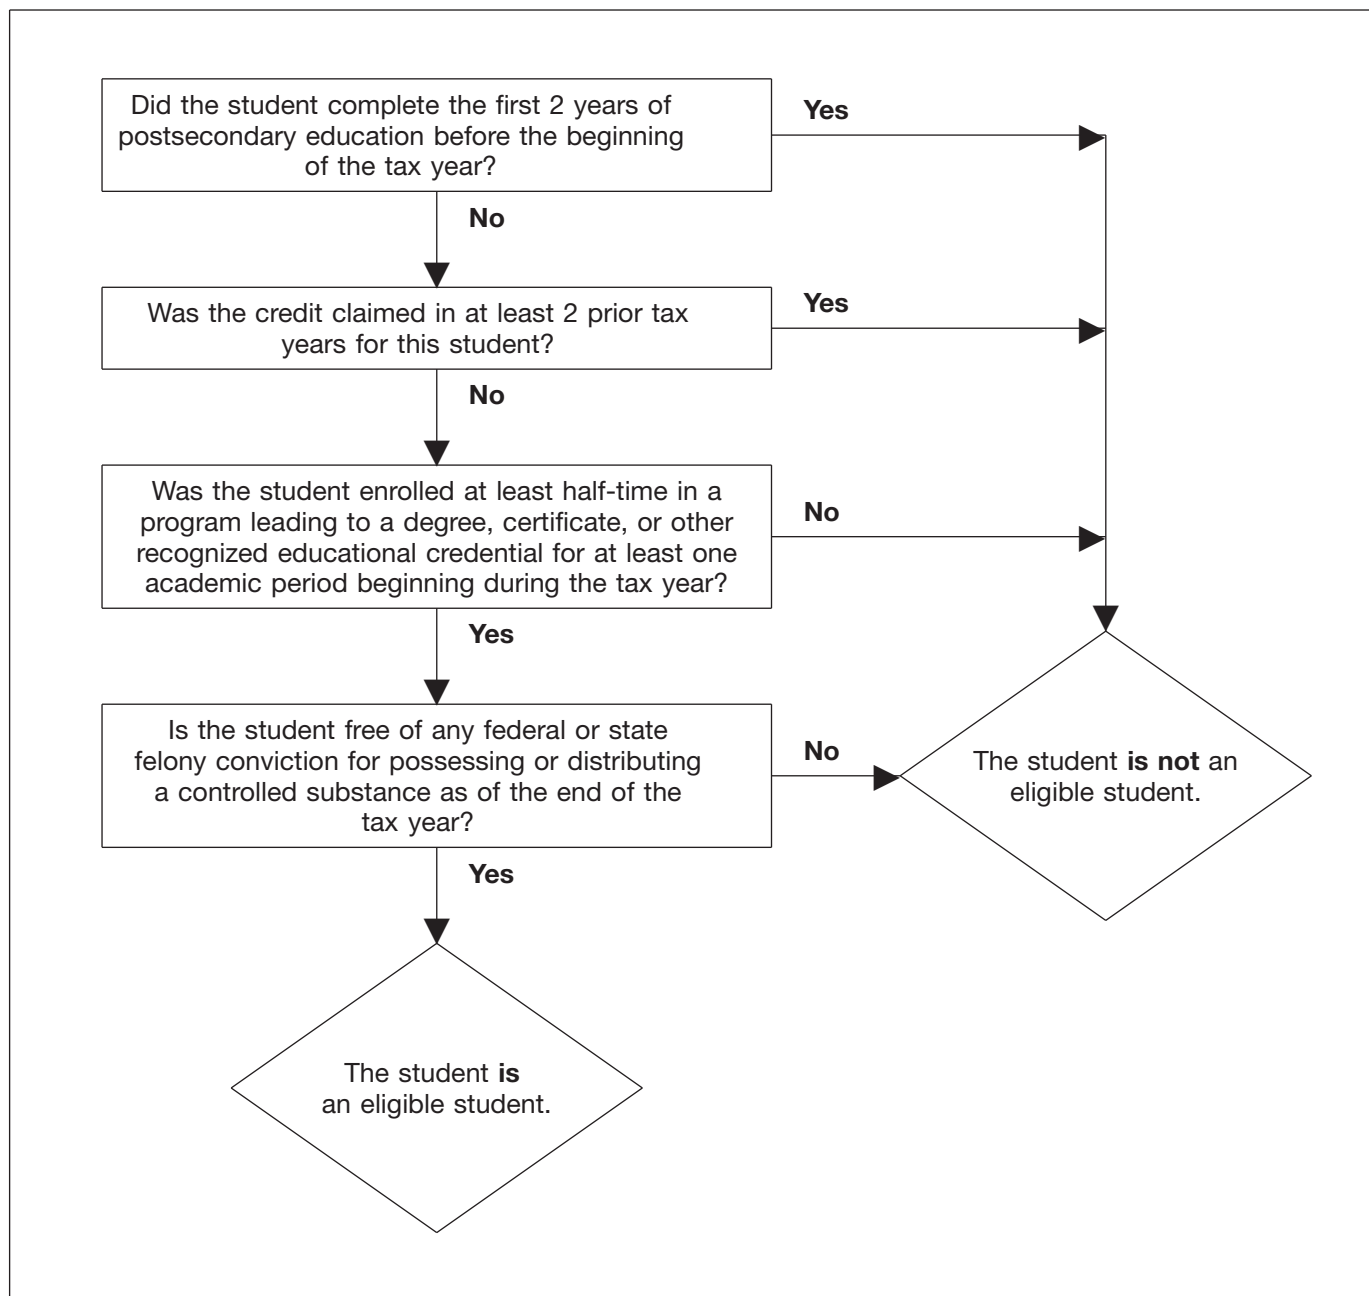 Did the student complete the first 2 years of
postsecondary education before the beginning
of the tax year?
Yes
No
Was the credit claimed in at least 2 prior tax
years for this student?
Yes
No
Was the student enrolled at least half-time in a
program leading to a degree, certificate, or other
recognized educational credential for at least one
academic period beginning during the tax year?
No
Yes
Is the student free of any federal or state
felony conviction for possessing or distributing
a controlled substance as of the end of the
tax year?
No
The student is not an
eligible student.
Yes
The student is
an eligible student.